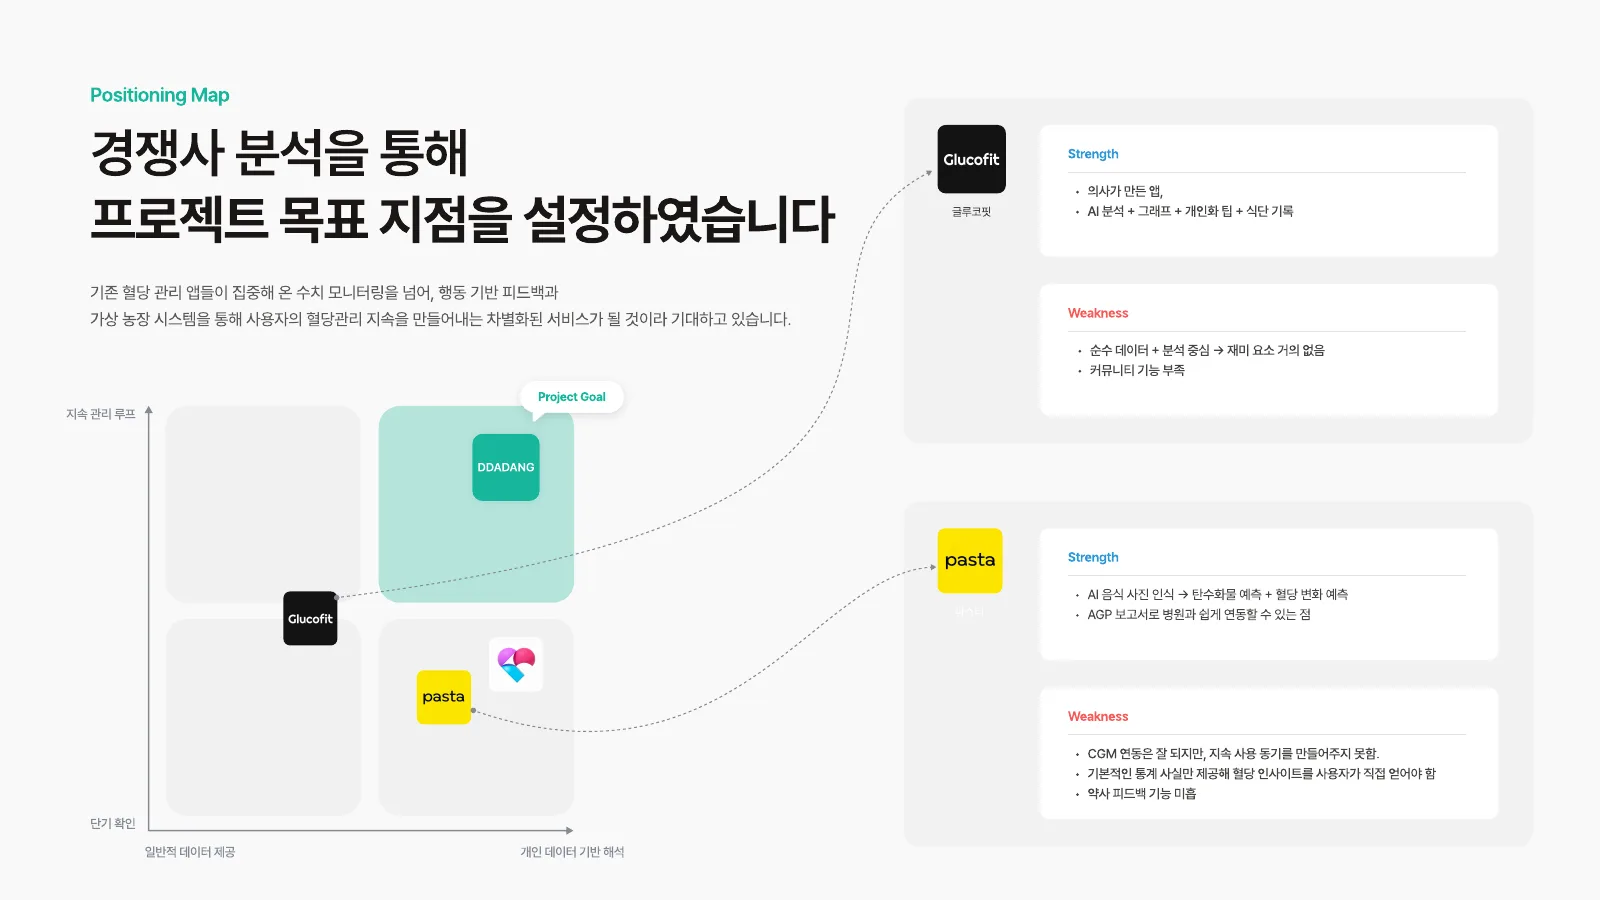 Positioning Map
경쟁사 분석을 통해
프로젝트 목표 지점을 설정하였습니다
기존 혈당 관리 앱들이 집중해 온 수치 모니터링을 넘어, 행동 기반 피드백과
가상 농장 시스템을 통해 사용자의 혈당관리 지속을 만들어내는 차별화된 서비스가 될 것이라 기대하고 있습니다.
지속 관리 루프
Project Goal
DDADANG
Glucofit
pasta
단기 확인
일반적 데이터 제공
개인 데이터 기반 해석
Glucofit
글루코핏
Strength
• 의사가 만든 앱,
• AI 분석 + 그래프 + 개인화 팁 + 식단 기록
Weakness
• 순수 데이터 + 분석 중심 → 재미 요소 거의 없음
• 커뮤니티 기능 부족
pasta
Strength
• AI 음식 사진 인식 → 탄수화물 예측 + 혈당 변화 예측
• AGP 보고서로 병원과 쉽게 연동할 수 있는 점
Weakness
• CGM 연동은 잘 되지만, 지속 사용 동기를 만들어주지 못함.
• 기본적인 통계 사실만 제공해 혈당 인사이트를 사용자가 직접 얻어야 함
• 약사 피드백 기능 미흡